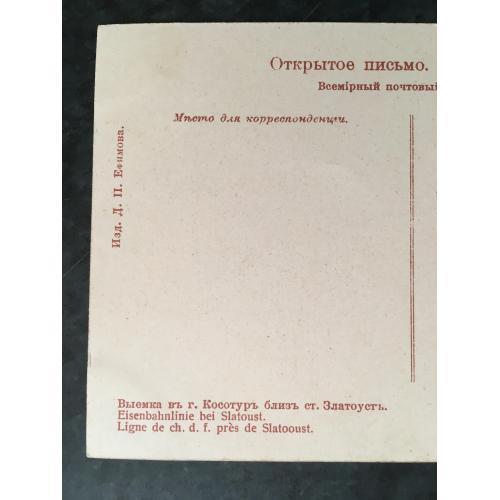 Открытое письмо.
Всемірный почтовый
Мѣсто для корреспонденціи.
Изд. Д. П. Ефимова.
Выемка въ г. Косотуръ близъ ст. Златоустъ.
Eisenbahnlinie bei Slatoust.
Ligne de ch. d. f. près de Slatooust.